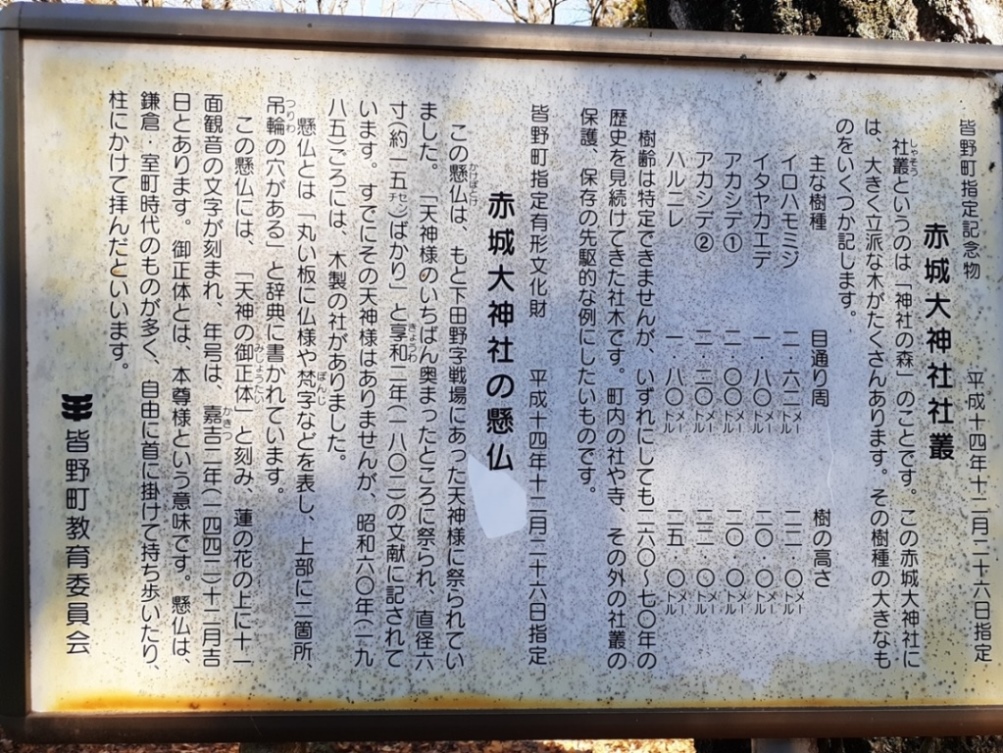 皆野町指定記念物　平成十四年十二月二十六日指定
赤城大神社社叢
社叢というのは「神社の森」のことです。この赤城大神社に
は、大きく立派な木がたくさんあります。その樹種の大きなも
のをいくつか記します。
主な樹種　目通り周　樹の高さ
イロハモミジ　二・六二メートル　二二・〇メートル
イタヤカエデ　一・八〇メートル　二〇・〇メートル
アカシデ①　二・〇〇メートル　二〇・〇メートル
アカシデ②　二・二〇メートル　二二・〇メートル
ハルニレ　一・八〇メートル　二五・〇メートル
樹齢は特定できませんが、いずれにしても一六〇～七〇年の
歴史を見続けてきた社木です。町内の社やき、その外の社叢の
保護、保存の先駆的な例にしたいものです。
皆野町指定有形文化財　平成十四年十二月二十六日指定
赤城大神社の懸仏
この懸仏は、もと下田野字戦場にあった天神様に祭られてい
ました。「天神様のいちばん奥まったところに祭られ、直径六
寸（約一五センチばかり」と享和二年（一八〇二）の文献に記されて
います。すでにその天神様はありませんが、昭和六〇年（一九
八五）ごろには、木製の社がありました。
懸仏とは「丸い板に仏様や梵字などを表し、上部に二箇所、
吊輪の穴がある」と辞典に書かれています。
この懸仏には、「天神の御正体」と刻み、蓮の花の上に十一
面観音の文字が刻まれ、年号は、嘉吉二年（一四四二）十二月吉
日とあります。御正体とは、本尊様という意味です。懸仏は、
鎌倉・室町時代のものが多く、自由に首に掛けて持ち歩いたり、
柱にかけて拝んだといいます。
皆野町教育委員会